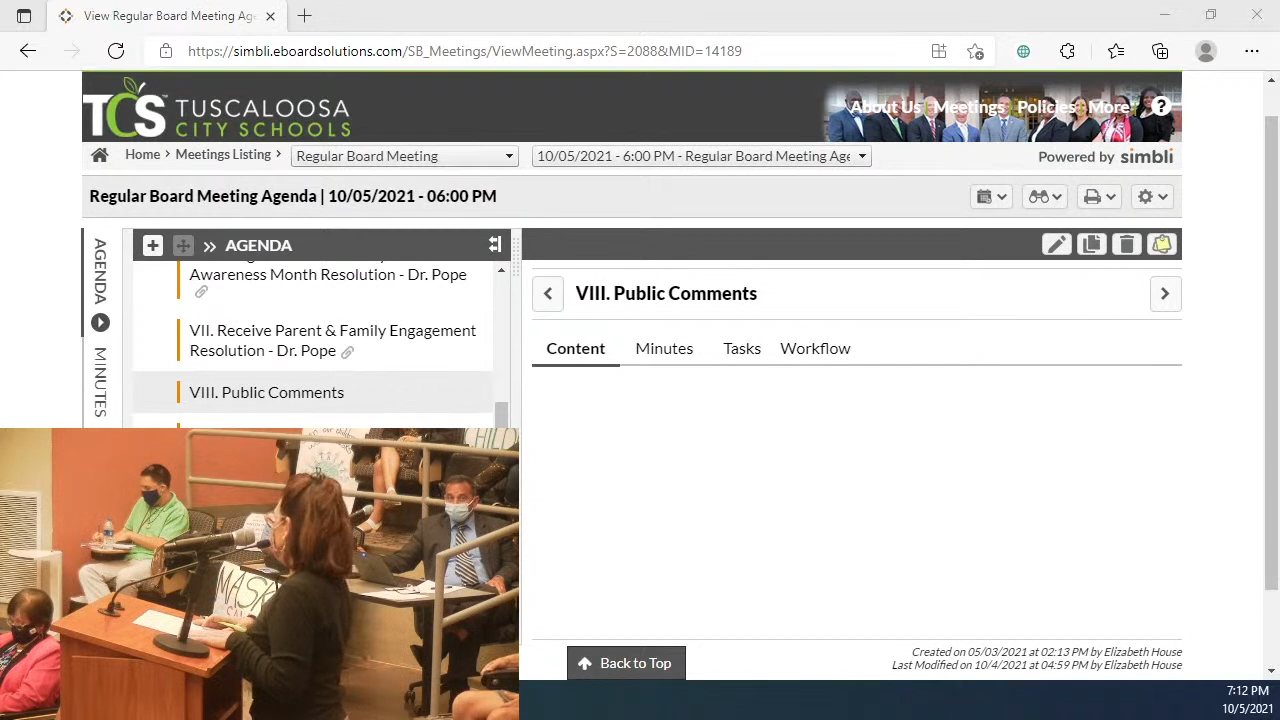 View Regular Board Meeting Age
https://simbli.eboardsolutions.com/SB_Meetings/ViewMeeting.aspx?S=2088&MID=14189
TCS TUSCALOOSA
CITY SCHOOLS
About Us Meetings Policies More
Home Meetings Listing Regular Board Meeting 10/05/2021 - 6:00 PM - Regular Board Meeting Age Powered by simbli
Regular Board Meeting Agenda | 10/05/2021 - 06:00 PM
AGENDA
MINUTES
AGENDA
Awareness Month Resolution - Dr. Pope
VII. Receive Parent & Family Engagement
Resolution - Dr. Pope
VIII. Public Comments
VIII. Public Comments
Content Minutes Tasks Workflow
CHILD
MASK
Back to Top
Created on 05/03/2021 at 02:13 PM by Elizabeth House
Last Modified on 10/4/2021 at 04:59 PM by Elizabeth House
7:12 PM
10/5/2021